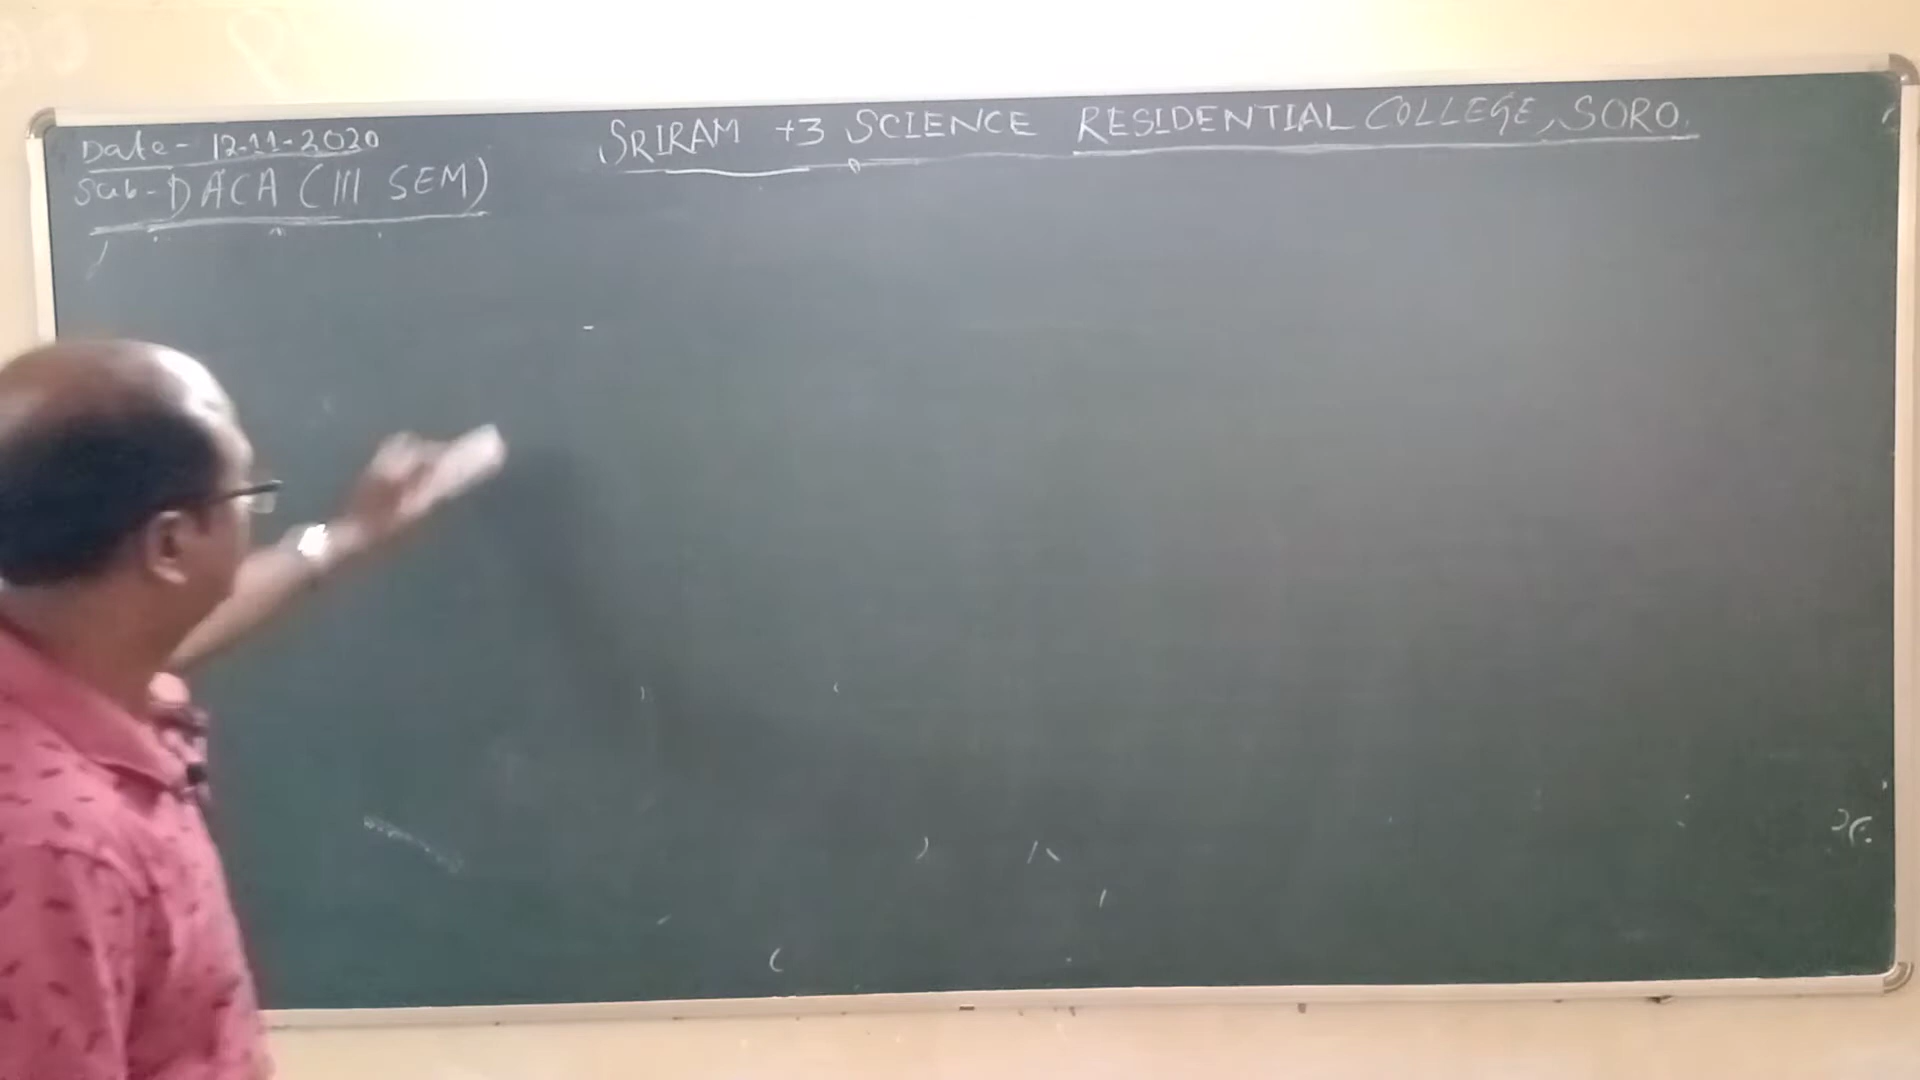 Date- 12-11-2020
SRIRAM +3 SCIENCE RESIDENTIAL COLLEGE, SORO.
Sub- DACA (III SEM)